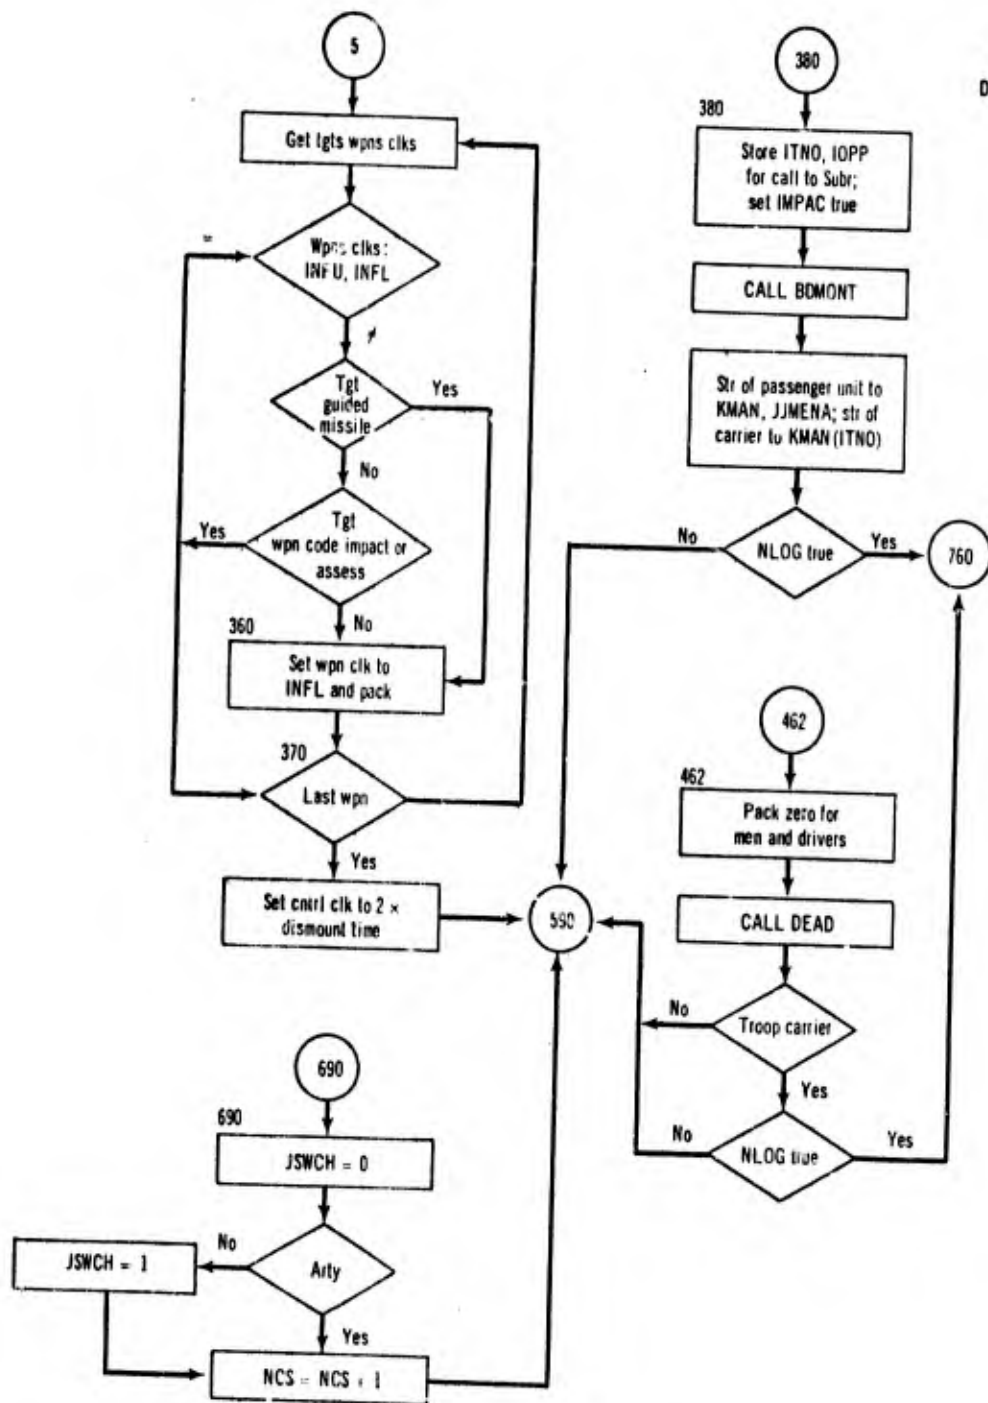 5
Get tgts wpns clks
=
Wpns clks:
INFU, INFL
≠
Tgt
guided
missile
Yes
No
Tgt
wpn code impact or
assess
Yes
No
360
Set wpn clk to
INFL and pack
370
Last wpn
Yes
Set cntrl clk to 2 ×
dismount time
590
690
690
JSWCH = 0
Arty
No
JSWCH = 1
Yes
NCS = NCS + 1
D
380
380
Store ITNO, IOPP
for call to Subr;
set IMPAC true
CALL BDMONT
Str of passenger unit to
KMAN, JJMENA; str of
carrier to KMAN (ITNO)
NLOG true
No
Yes
760
462
462
Pack zero for
men and drivers
CALL DEAD
Troop carrier
No
Yes
NLOG true
No
Yes